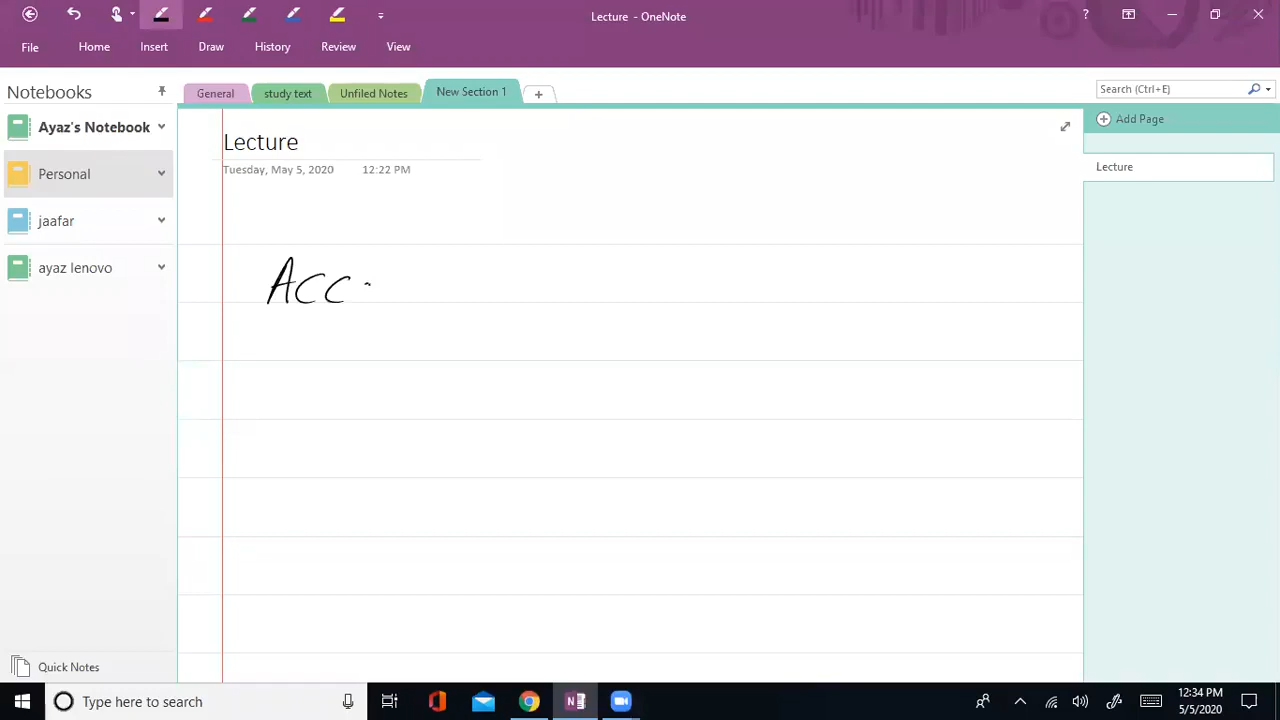 Lecture - OneNote
?
File Home Insert Draw History Review View
Notebooks
General study text Unfiled Notes New Section 1 +
Search (Ctrl+E)
Ayaz's Notebook
Lecture
Add Page
Tuesday, May 5, 2020 12:22 PM
Lecture
Personal
jaafar
ayaz lenovo
ACC
Quick Notes
Type here to search
12:34 PM
5/5/2020